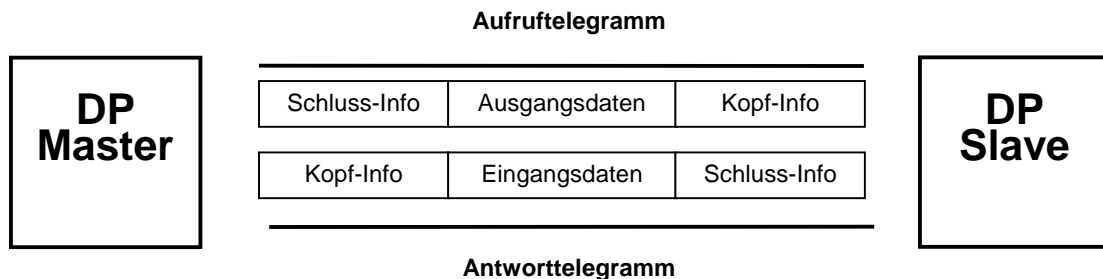 Aufruftelegramm
DP
Master
Schluss-Info Ausgangsdaten Kopf-Info
Kopf-Info Eingangsdaten Schluss-Info
DP
Slave
Antworttelegramm